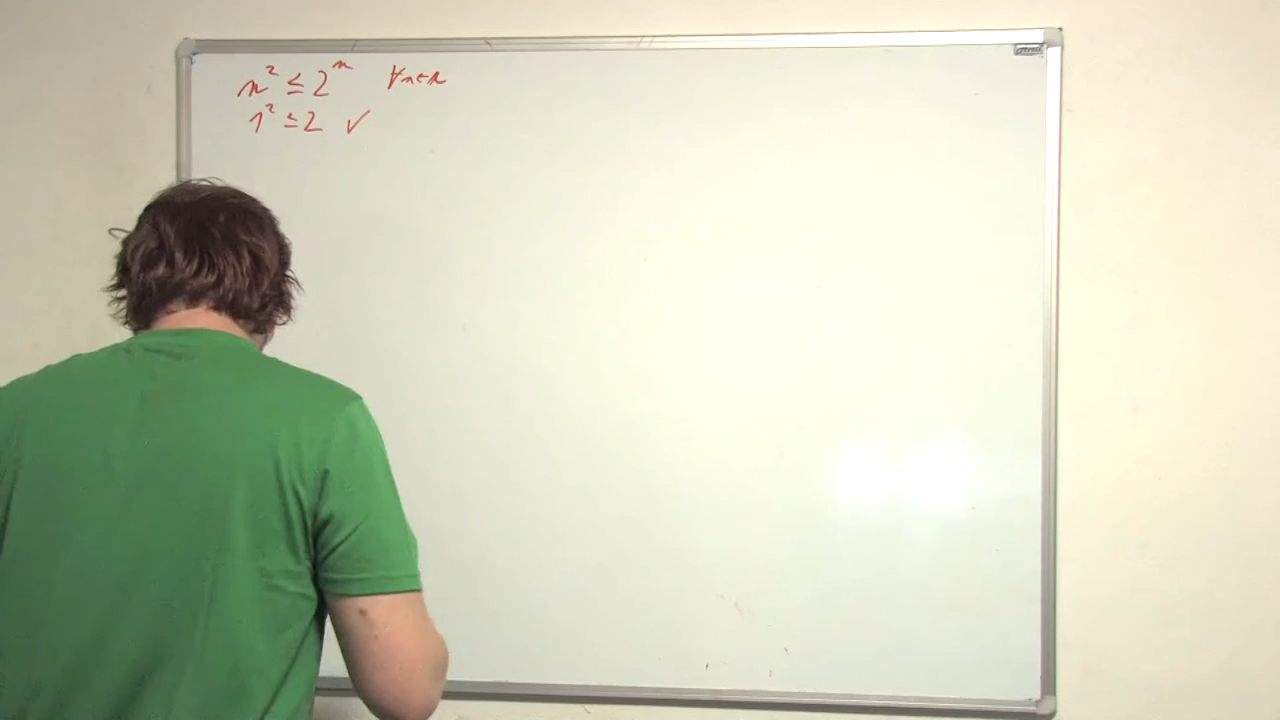 n² ≤ 2ⁿ ∀n∈ℕ
1² ≤ 2 ✓